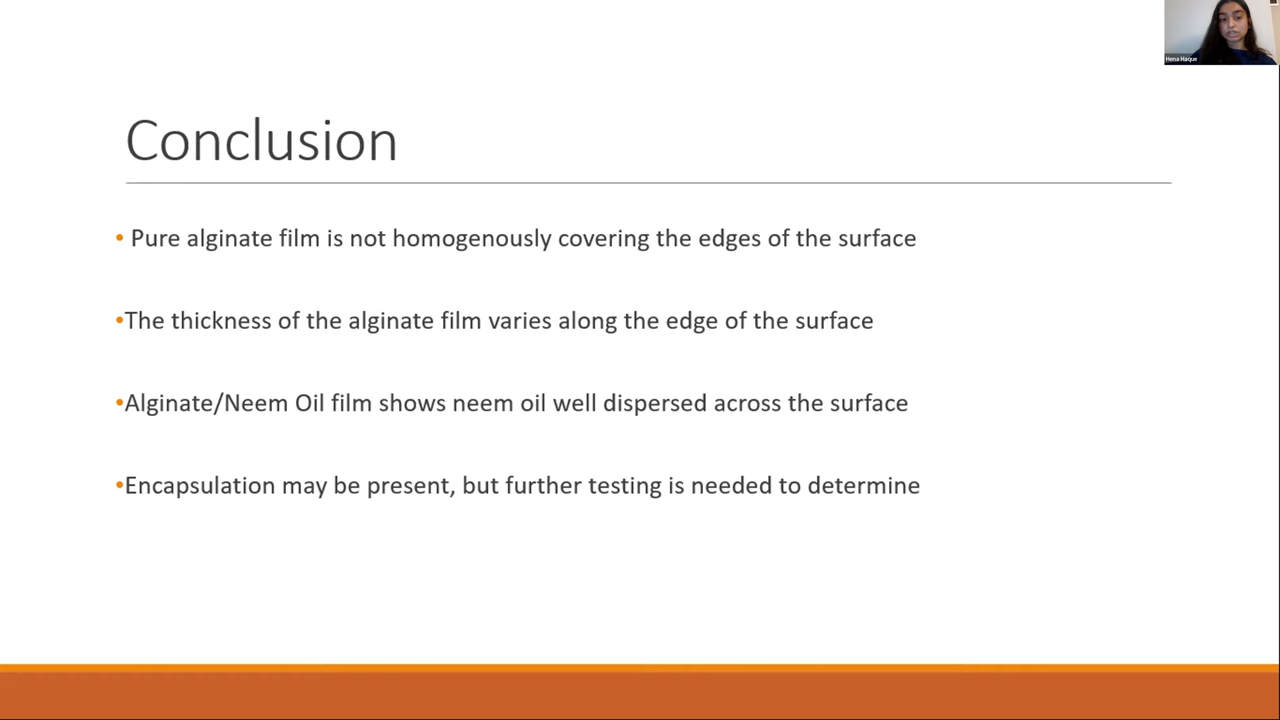 Hena Haque
Conclusion
• Pure alginate film is not homogenously covering the edges of the surface
•The thickness of the alginate film varies along the edge of the surface
•Alginate/Neem Oil film shows neem oil well dispersed across the surface
•Encapsulation may be present, but further testing is needed to determine